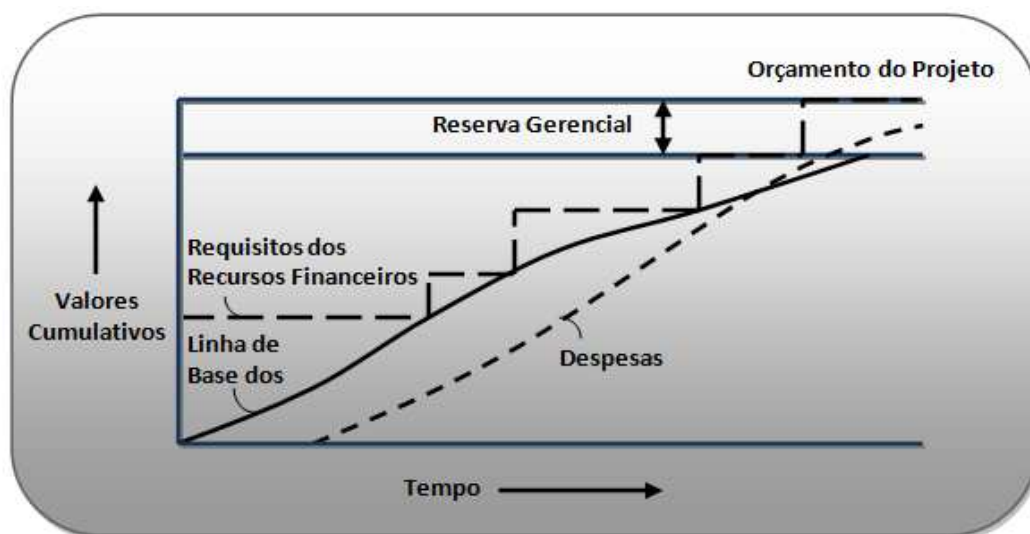 Orçamento do Projeto
Reserva Gerencial
Requisitos dos
Recursos Financeiros
Valores
Cumulativos
Linha de
Base dos
Despesas
Tempo